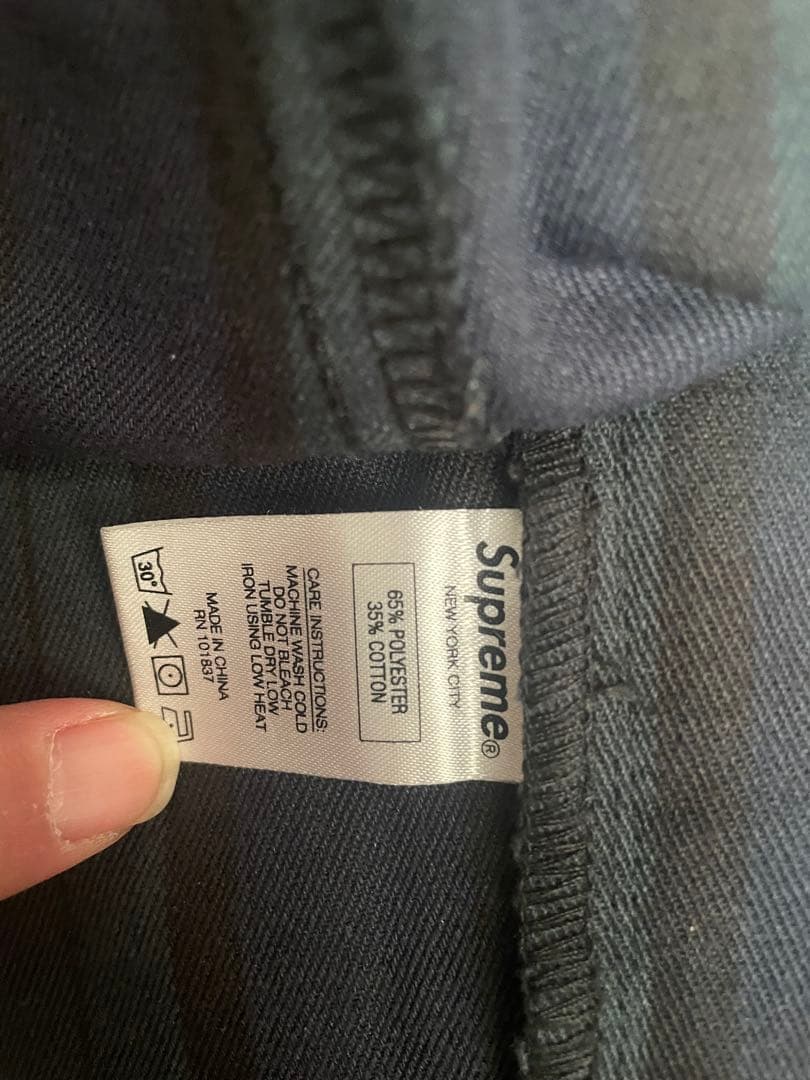 Supreme®
NEW YORK CITY
65% POLYESTER
35% COTTON
CARE INSTRUCTIONS:
MACHINE WASH COLD
DO NOT BLEACH
TUMBLE DRY LOW
IRON USING LOW HEAT
MADE IN CHINA
RN 101837
30°